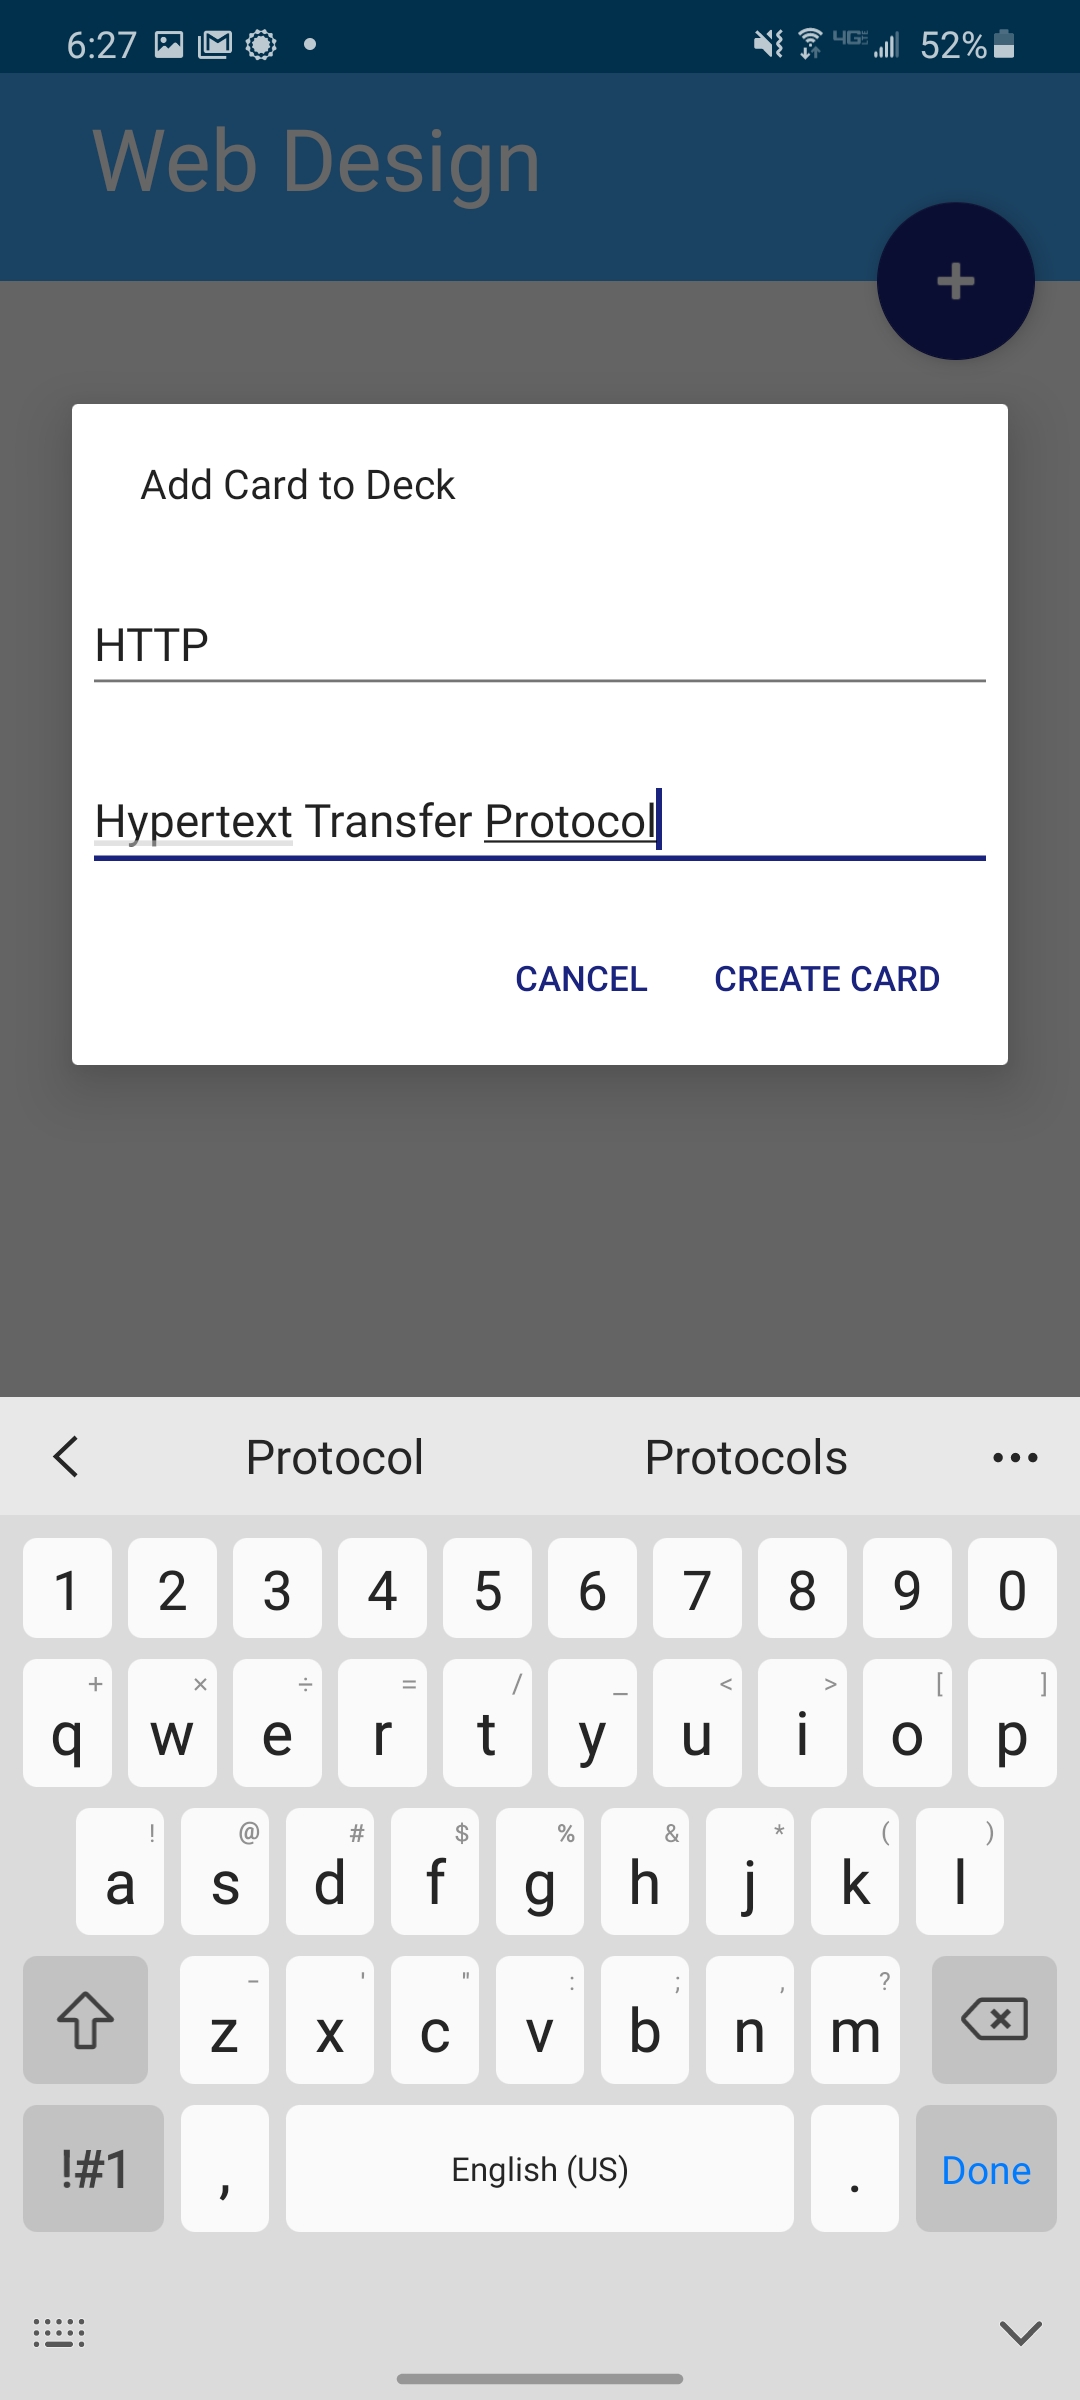 6:27 4GE 52%
Web Design
+
Add Card to Deck
HTTP
Hypertext Transfer Protocol
CANCEL CREATE CARD
Protocol Protocols •••
1 2 3 4 5 6 7 8 9 0
+ × ÷ = / _ < > [ ]
q w e r t y u i o p
! @ # $ % & * ( )
a s d f g h j k l
- ' " : ; , ?
z x c v b n m
!#1 , English (US) . Done